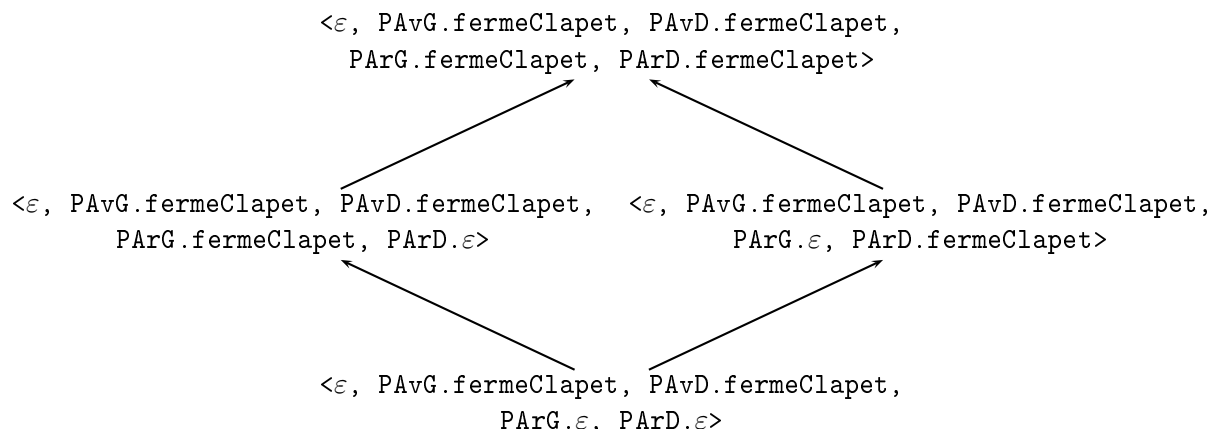 <ε, PAvG.fermeClapet, PAvD.fermeClapet,
PArG.fermeClapet, PArD.fermeClapet>
<ε, PAvG.fermeClapet, PAvD.fermeClapet,
PArG.fermeClapet, PArD.ε>
<ε, PAvG.fermeClapet, PAvD.fermeClapet,
PArG.ε, PArD.fermeClapet>
<ε, PAvG.fermeClapet, PAvD.fermeClapet,
PArG.ε, PArD.ε>